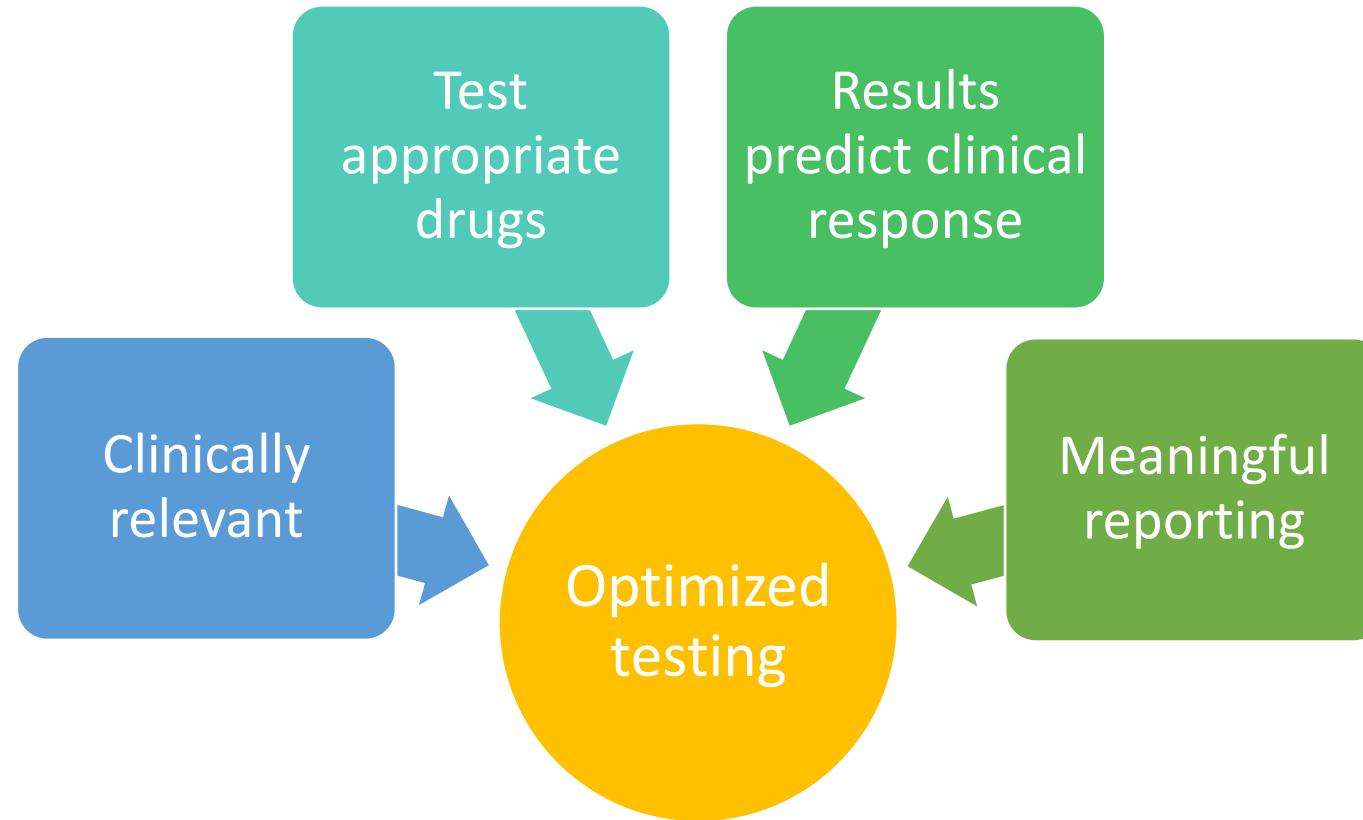 Test
appropriate
drugs
Results
predict clinical
response
Clinically
relevant
Meaningful
reporting
Optimized
testing